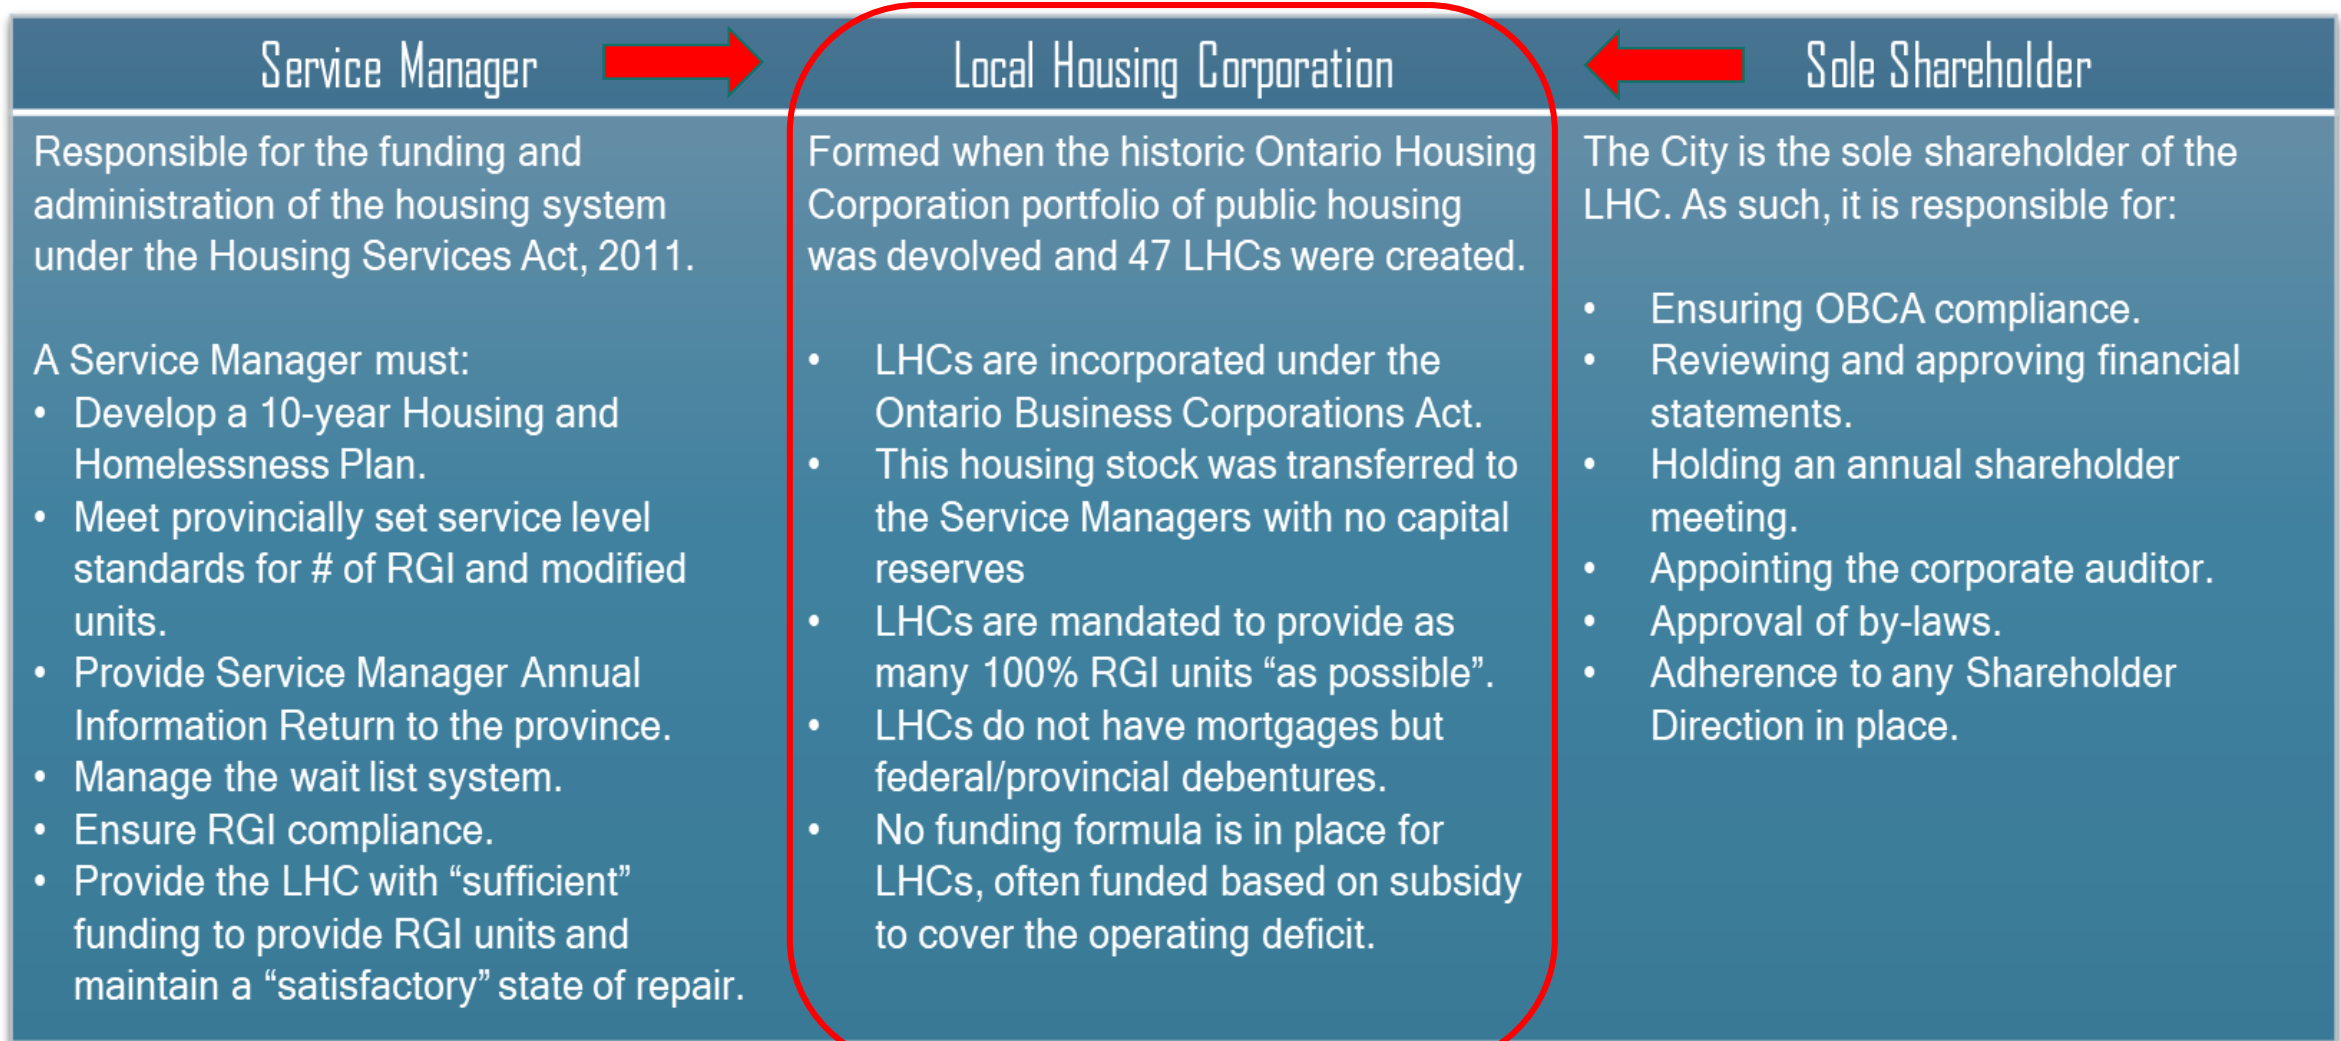 Service Manager
Responsible for the funding and
administration of the housing system
under the Housing Services Act, 2011.
A Service Manager must:
• Develop a 10-year Housing and
Homelessness Plan.
• Meet provincially set service level
standards for # of RGI and modified
units.
• Provide Service Manager Annual
Information Return to the province.
• Manage the wait list system.
• Ensure RGI compliance.
• Provide the LHC with “sufficient”
funding to provide RGI units and
maintain a “satisfactory” state of repair.
Local Housing Corporation
Formed when the historic Ontario Housing
Corporation portfolio of public housing
was devolved and 47 LHCs were created.
• LHCs are incorporated under the
Ontario Business Corporations Act.
• This housing stock was transferred to
the Service Managers with no capital
reserves
• LHCs are mandated to provide as
many 100% RGI units “as possible”.
• LHCs do not have mortgages but
federal/provincial debentures.
• No funding formula is in place for
LHCs, often funded based on subsidy
to cover the operating deficit.
Sole Shareholder
The City is the sole shareholder of the
LHC. As such, it is responsible for:
• Ensuring OBCA compliance.
• Reviewing and approving financial
statements.
• Holding an annual shareholder
meeting.
• Appointing the corporate auditor.
• Approval of by-laws.
• Adherence to any Shareholder
Direction in place.